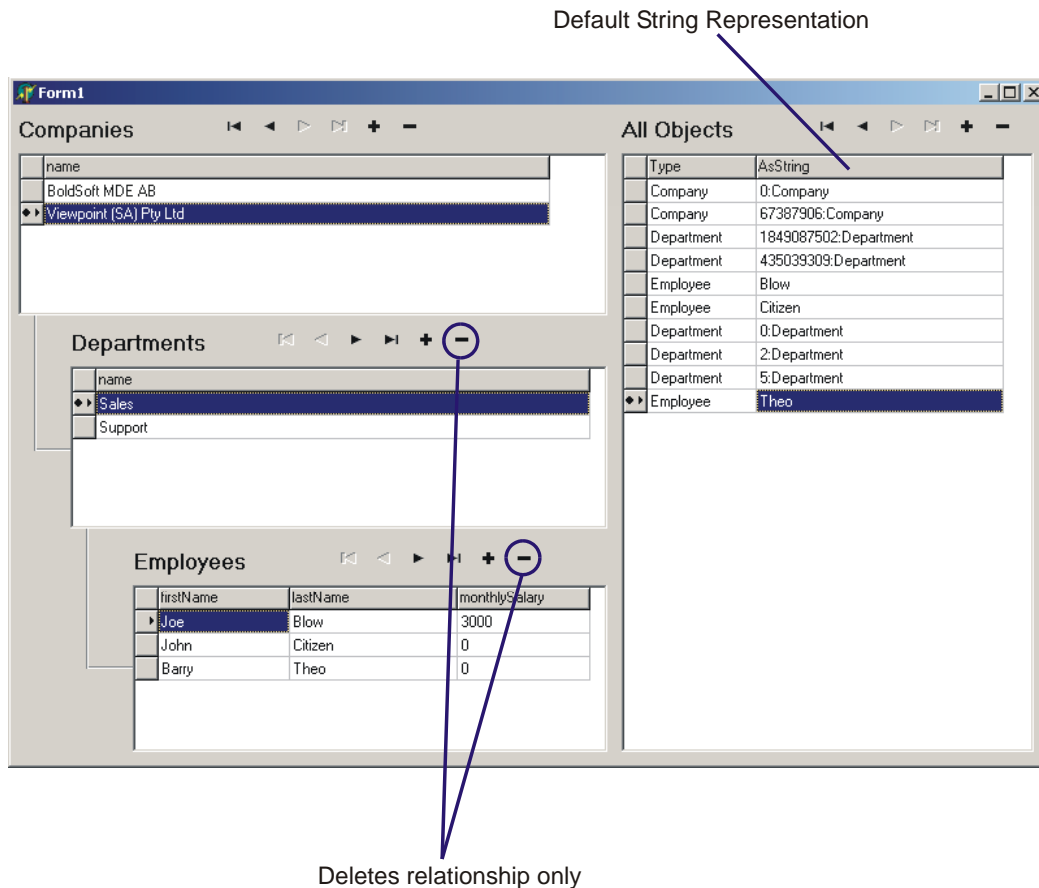 Default String Representation
Form1
Companies
name
BoldSoft MDE AB
Viewpoint (SA) Pty Ltd
Departments
name
Sales
Support
Employees
firstName lastName monthlySalary
Joe Blow 3000
John Citizen 0
Barry Theo 0
All Objects
Type AsString
Company 0:Company
Company 67387906:Company
Department 1849087502:Department
Department 435039309:Department
Employee Blow
Employee Citizen
Department 0:Department
Department 2:Department
Department 5:Department
Employee Theo
Deletes relationship only